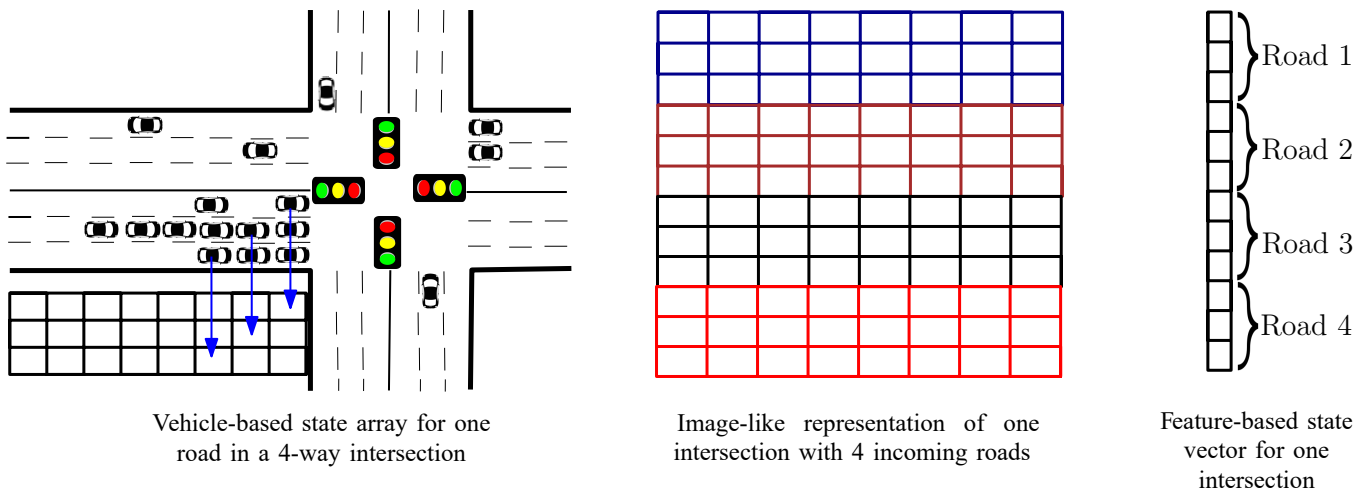 Road 1
Road 2
Road 3
Road 4
Vehicle-based state array for one
road in a 4-way intersection
Image-like representation of one
intersection with 4 incoming roads
Feature-based state
vector for one
intersection